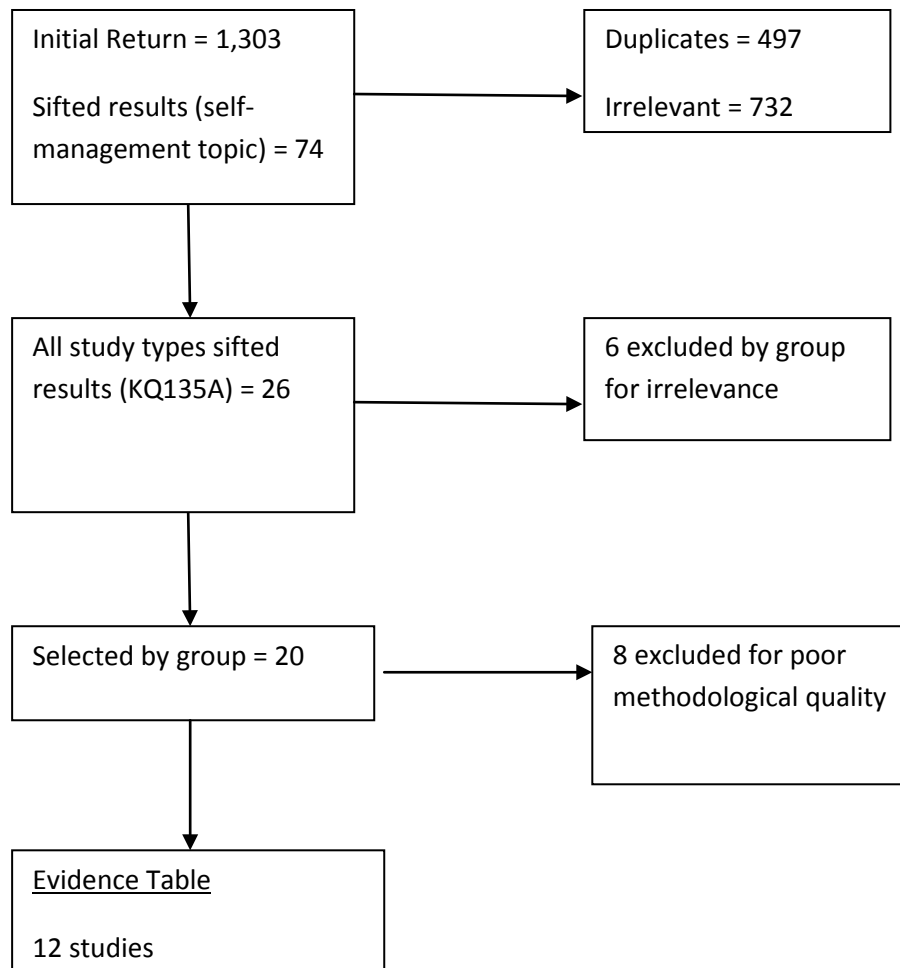 Initial Return = 1,303
Sifted results (self-
management topic) = 74
Duplicates = 497
Irrelevant = 732
All study types sifted
results (KQ135A) = 26
6 excluded by group
for irrelevance
Selected by group = 20
8 excluded for poor
methodological quality
Evidence Table
12 studies